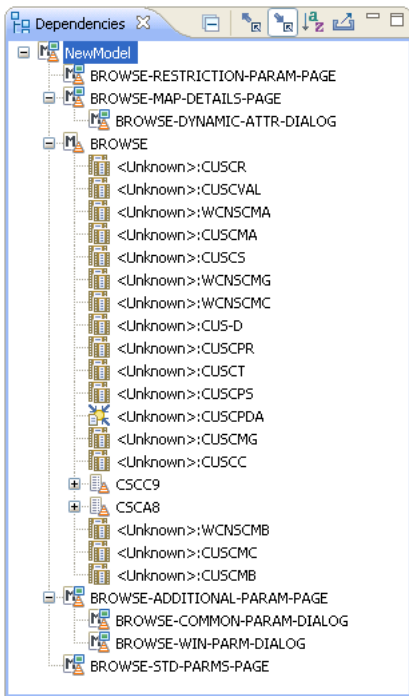 Dependencies
NewModel
BROWSE-RESTRICTION-PARAM-PAGE
BROWSE-MAP-DETAILS-PAGE
BROWSE-DYNAMIC-ATTR-DIALOG
BROWSE
<Unknown>:CUSCR
<Unknown>:CUSCVAL
<Unknown>:WCNSCMA
<Unknown>:CUSCMA
<Unknown>:CUSCS
<Unknown>:WCNSCMG
<Unknown>:WCNSCMC
<Unknown>:CUS-D
<Unknown>:CUSCPR
<Unknown>:CUSCT
<Unknown>:CUSCPS
<Unknown>:CUSCPDA
<Unknown>:CUSCMG
<Unknown>:CUSCC
CSCC9
CSCA8
<Unknown>:WCNSCMB
<Unknown>:CUSCMC
<Unknown>:CUSCMB
BROWSE-ADDITIONAL-PARAM-PAGE
BROWSE-COMMON-PARAM-DIALOG
BROWSE-WIN-PARM-DIALOG
BROWSE-STD-PARMS-PAGE